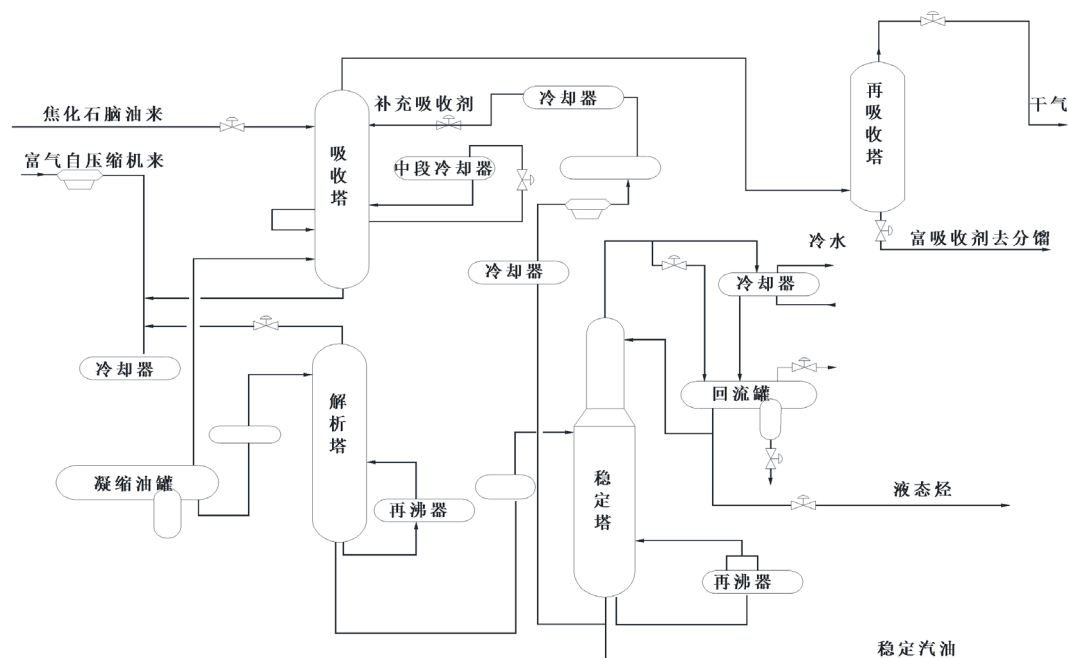 焦化石脑油来
富气自压缩机来
吸收塔
补充吸收剂
冷却器
中段冷却器
再吸收塔
干气
富吸收剂去分馏
冷水
冷却器
冷却器
冷却器
回流罐
解析塔
凝缩油罐
再沸器
稳定塔
液态烃
再沸器
稳定汽油